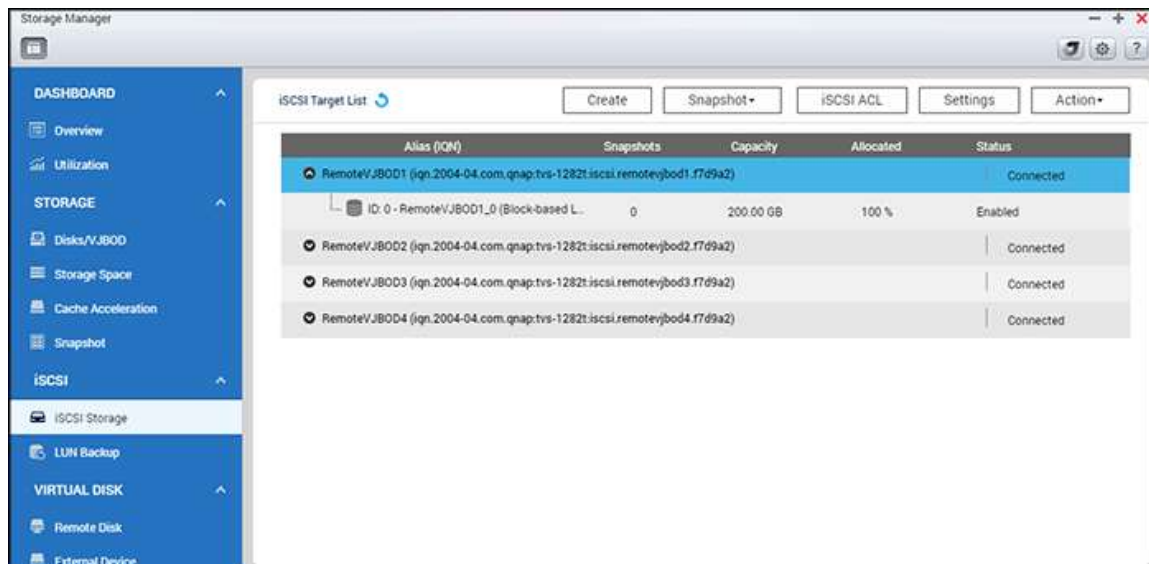 Storage Manager
DASHBOARD
Overview
Utilization
STORAGE
Disks/VJBOD
Storage Space
Cache Acceleration
Snapshot
iSCSI
iSCSI Storage
LUN Backup
VIRTUAL DISK
Remote Disk
External Device
iSCSI Target List
Create Snapshot iSCSI ACL Settings Action
Alias (IQN) Snapshots Capacity Allocated Status
RemoteVJBOD1 (iqn.2004-04.com.qnap:tvs-1282t:iscsi.remotevjbod1.f7d9a2) Connected
ID: 0 - RemoteVJBOD1_0 (Block-based L... 0 200.00 GB 100 % Enabled
RemoteVJBOD2 (iqn.2004-04.com.qnap:tvs-1282t:iscsi.remotevjbod2.f7d9a2) Connected
RemoteVJBOD3 (iqn.2004-04.com.qnap:tvs-1282t:iscsi.remotevjbod3.f7d9a2) Connected
RemoteVJBOD4 (iqn.2004-04.com.qnap:tvs-1282t:iscsi.remotevjbod4.f7d9a2) Connected